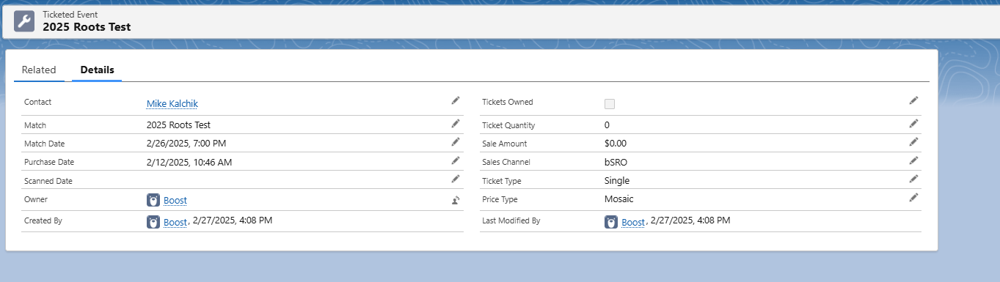 Ticketed Event
2025 Roots Test
Related Details
Contact Mike Kalchik Tickets Owned
Match 2025 Roots Test Ticket Quantity 0
Match Date 2/26/2025, 7:00 PM Sale Amount $0.00
Purchase Date 2/12/2025, 10:46 AM Sales Channel bSRO
Scanned Date Ticket Type Single
Owner Boost Price Type Mosaic
Created By Boost, 2/27/2025, 4:08 PM Last Modified By Boost, 2/27/2025, 4:08 PM